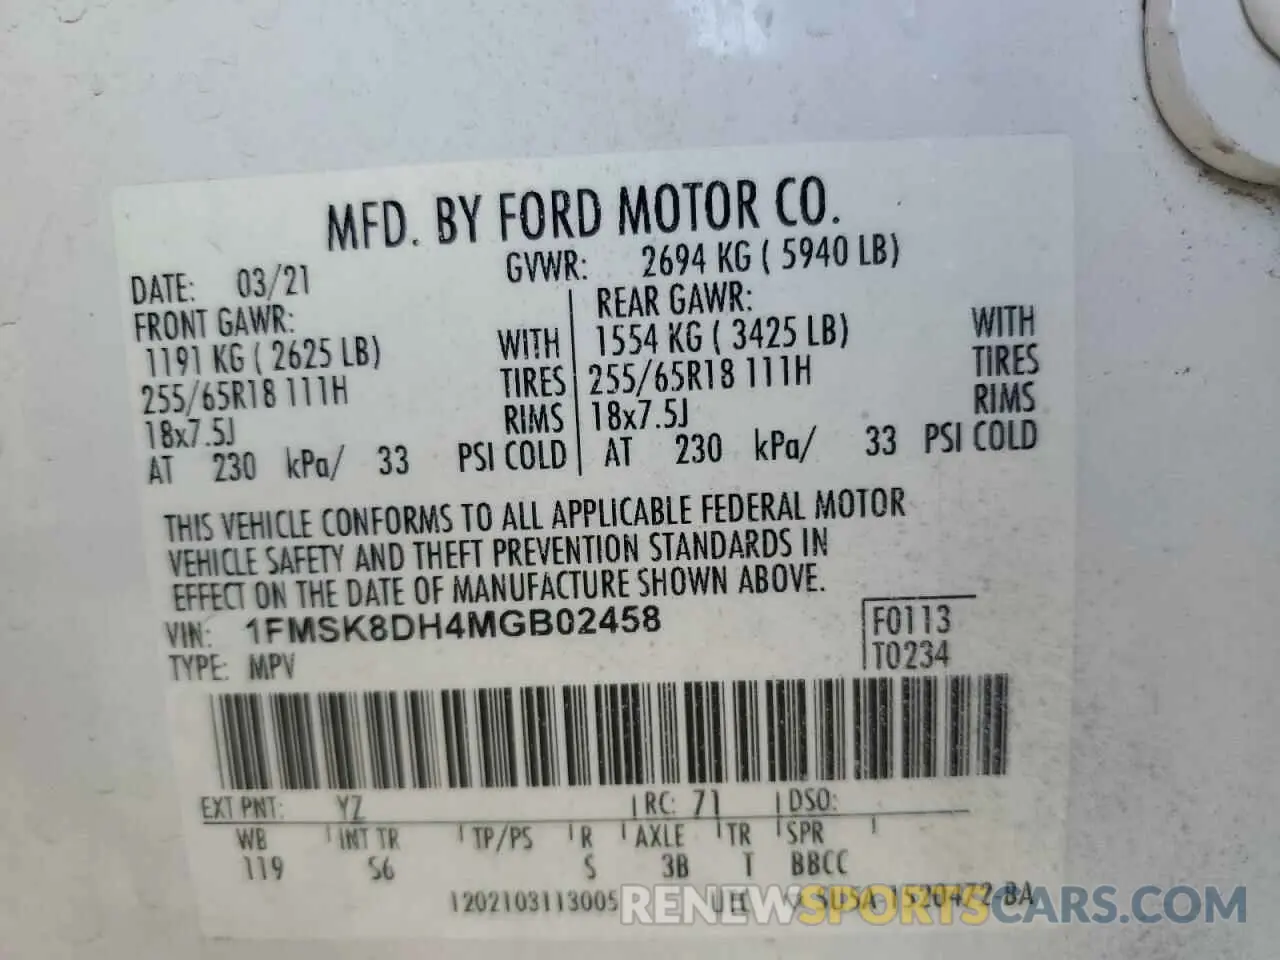 MFD. BY FORD MOTOR CO.
DATE: 03/21 GVWR: 2694 KG ( 5940 LB)
FRONT GAWR: REAR GAWR:
1191 KG ( 2625 LB) WITH 1554 KG ( 3425 LB) WITH
255/65R18 111H TIRES 255/65R18 111H TIRES
18x7.5J RIMS 18x7.5J RIMS
AT 230 kPa/ 33 PSI COLD AT 230 kPa/ 33 PSI COLD
THIS VEHICLE CONFORMS TO ALL APPLICABLE FEDERAL MOTOR
VEHICLE SAFETY AND THEFT PREVENTION STANDARDS IN
EFFECT ON THE DATE OF MANUFACTURE SHOWN ABOVE.
VIN: 1FMSK8DH4MGB02458 F0113
TYPE: MPV T0234
EXT PNT: YZ RC: 71 DSO:
WB INT TR TP/PS R AXLE TR SPR
119 S6 S 3B T BBCC
1202103113005
RENEWSPORTSCARS.COM